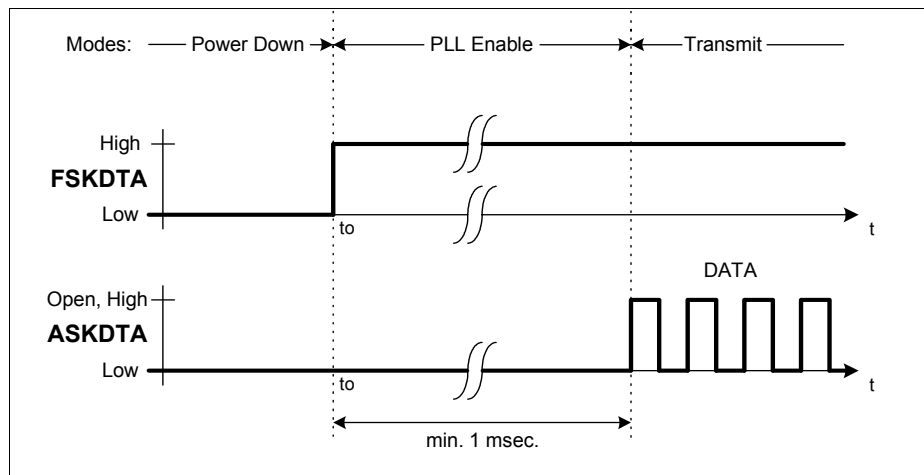 Modes: Power Down PLL Enable Transmit
High
FSKDTA
Low
to
t
DATA
Open, High
ASKDTA
Low
to
t
min. 1 msec.